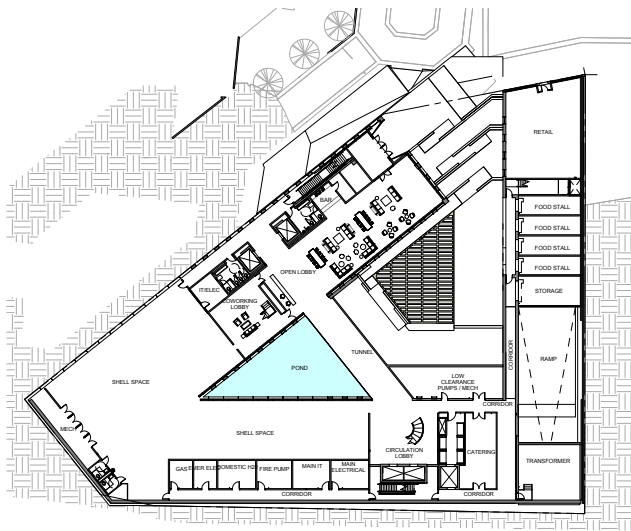 RETAIL
BAR
FOOD STALL
FOOD STALL
FOOD STALL
FOOD STALL
OPEN LOBBY
IT/ELEC
STORAGE
COWORKING
LOBBY
TUNNEL
CORRIDOR
RAMP
POND
SHELL SPACE
LOW
CLEARANCE
PUMPS / MECH
CORRIDOR
MECH
SHELL SPACE
CIRCULATION
LOBBY
CATERING
GAS
EMER ELEC
DOMESTIC H2O
FIRE PUMP
MAIN IT
MAIN
ELECTRICAL
TRANSFORMER
CORRIDOR
CORRIDOR